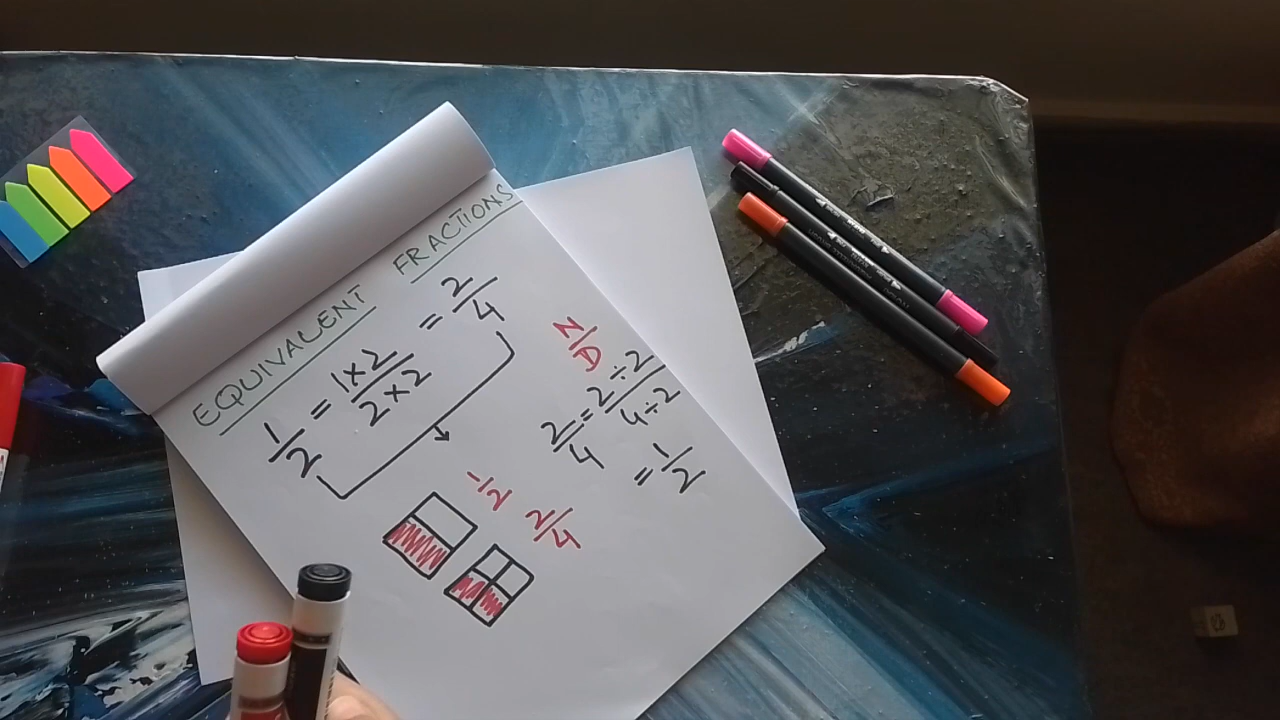 EQUIVALENT FRACTIONS
1/2 = 1×2/2×2 = 2/4
N/D
2/4 = 2÷2/4÷2
= 1/2
1/2
2/4